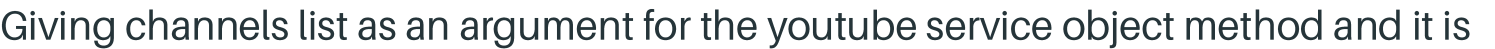 Giving channels list as an argument for the youtube service object method and it is